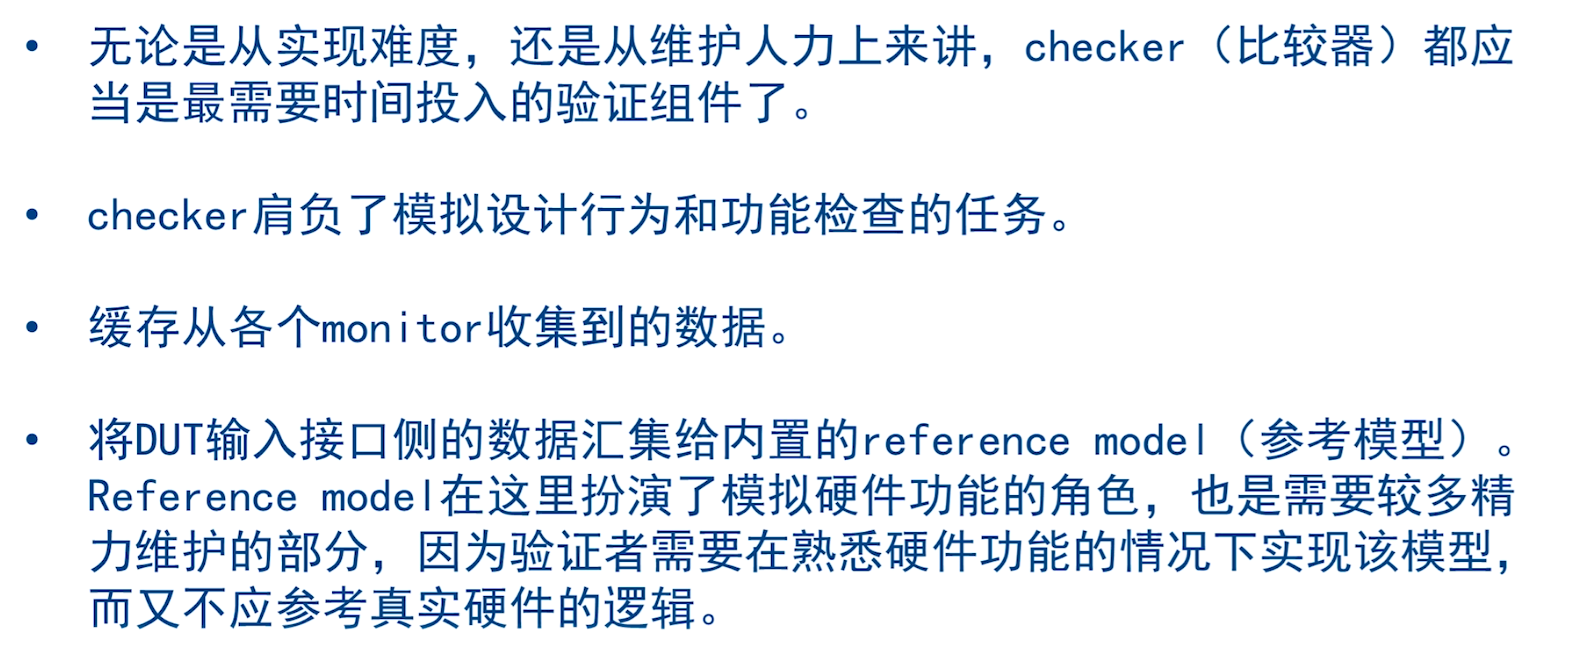 • 无论是从实现难度，还是从维护人力上来讲，checker（比较器）都应
当是最需要时间投入的验证组件了。
• checker肩负了模拟设计行为和功能检查的任务。
• 缓存从各个monitor收集到的数据。
• 将DUT输入接口侧的数据汇集给内置的reference model（参考模型）。
Reference model在这里扮演了模拟硬件功能的角色，也是需要较多精
力维护的部分，因为验证者需要在熟悉硬件功能的情况下实现该模型，
而又不应参考真实硬件的逻辑。